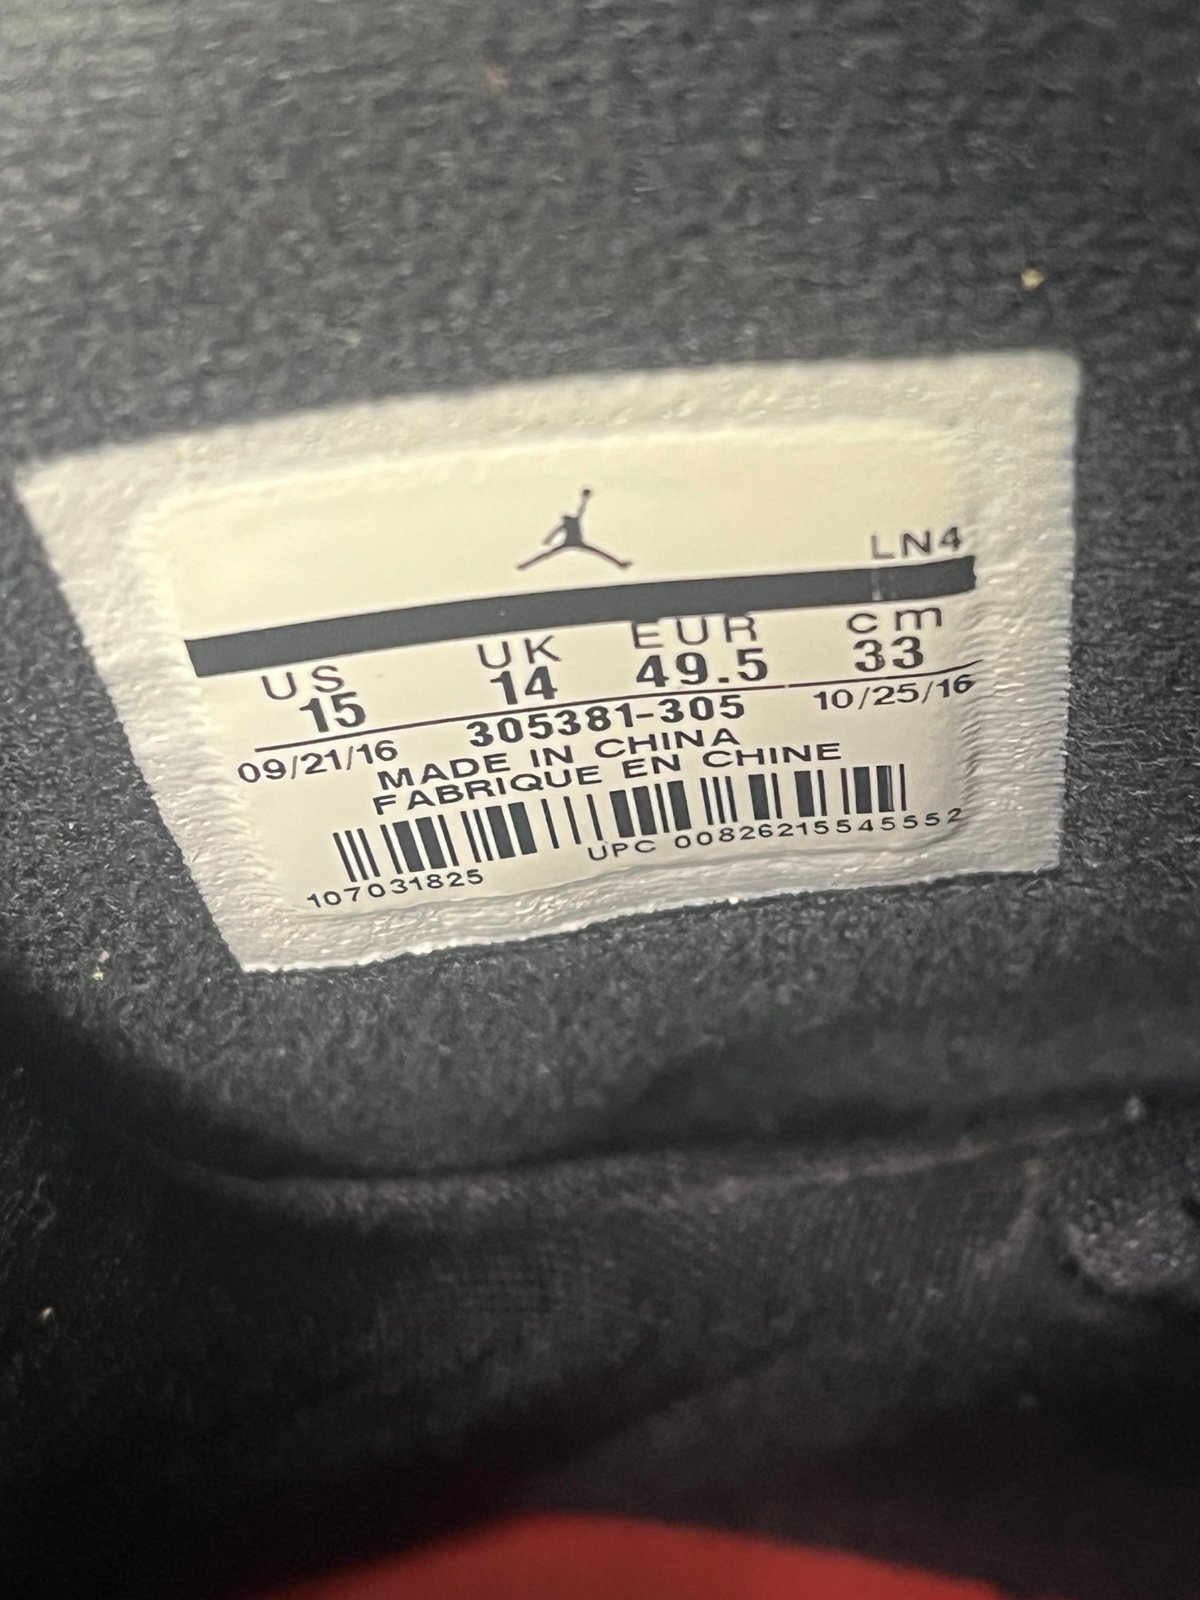 LN4
US UK EUR cm
15 14 49.5 33
09/21/16 305381-305 10/25/16
MADE IN CHINA
FABRIQUE EN CHINE
107031825 UPC 00826215545552